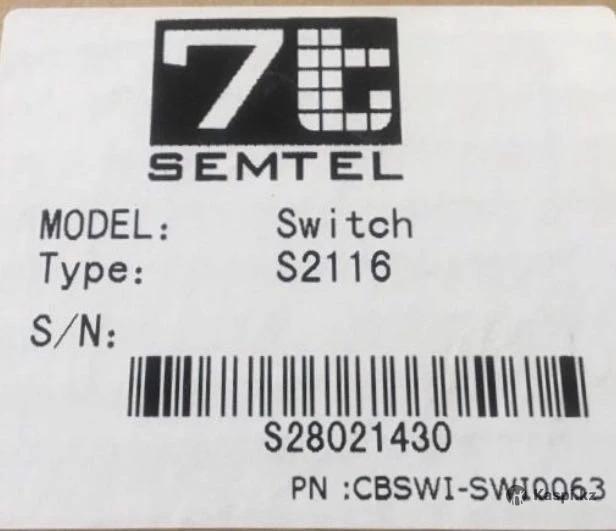 7t
SEMTEL
MODEL: Switch
Type: S2116
S/N:
S28021430
PN :CBSWI-SWI0063
Kaspi.kz